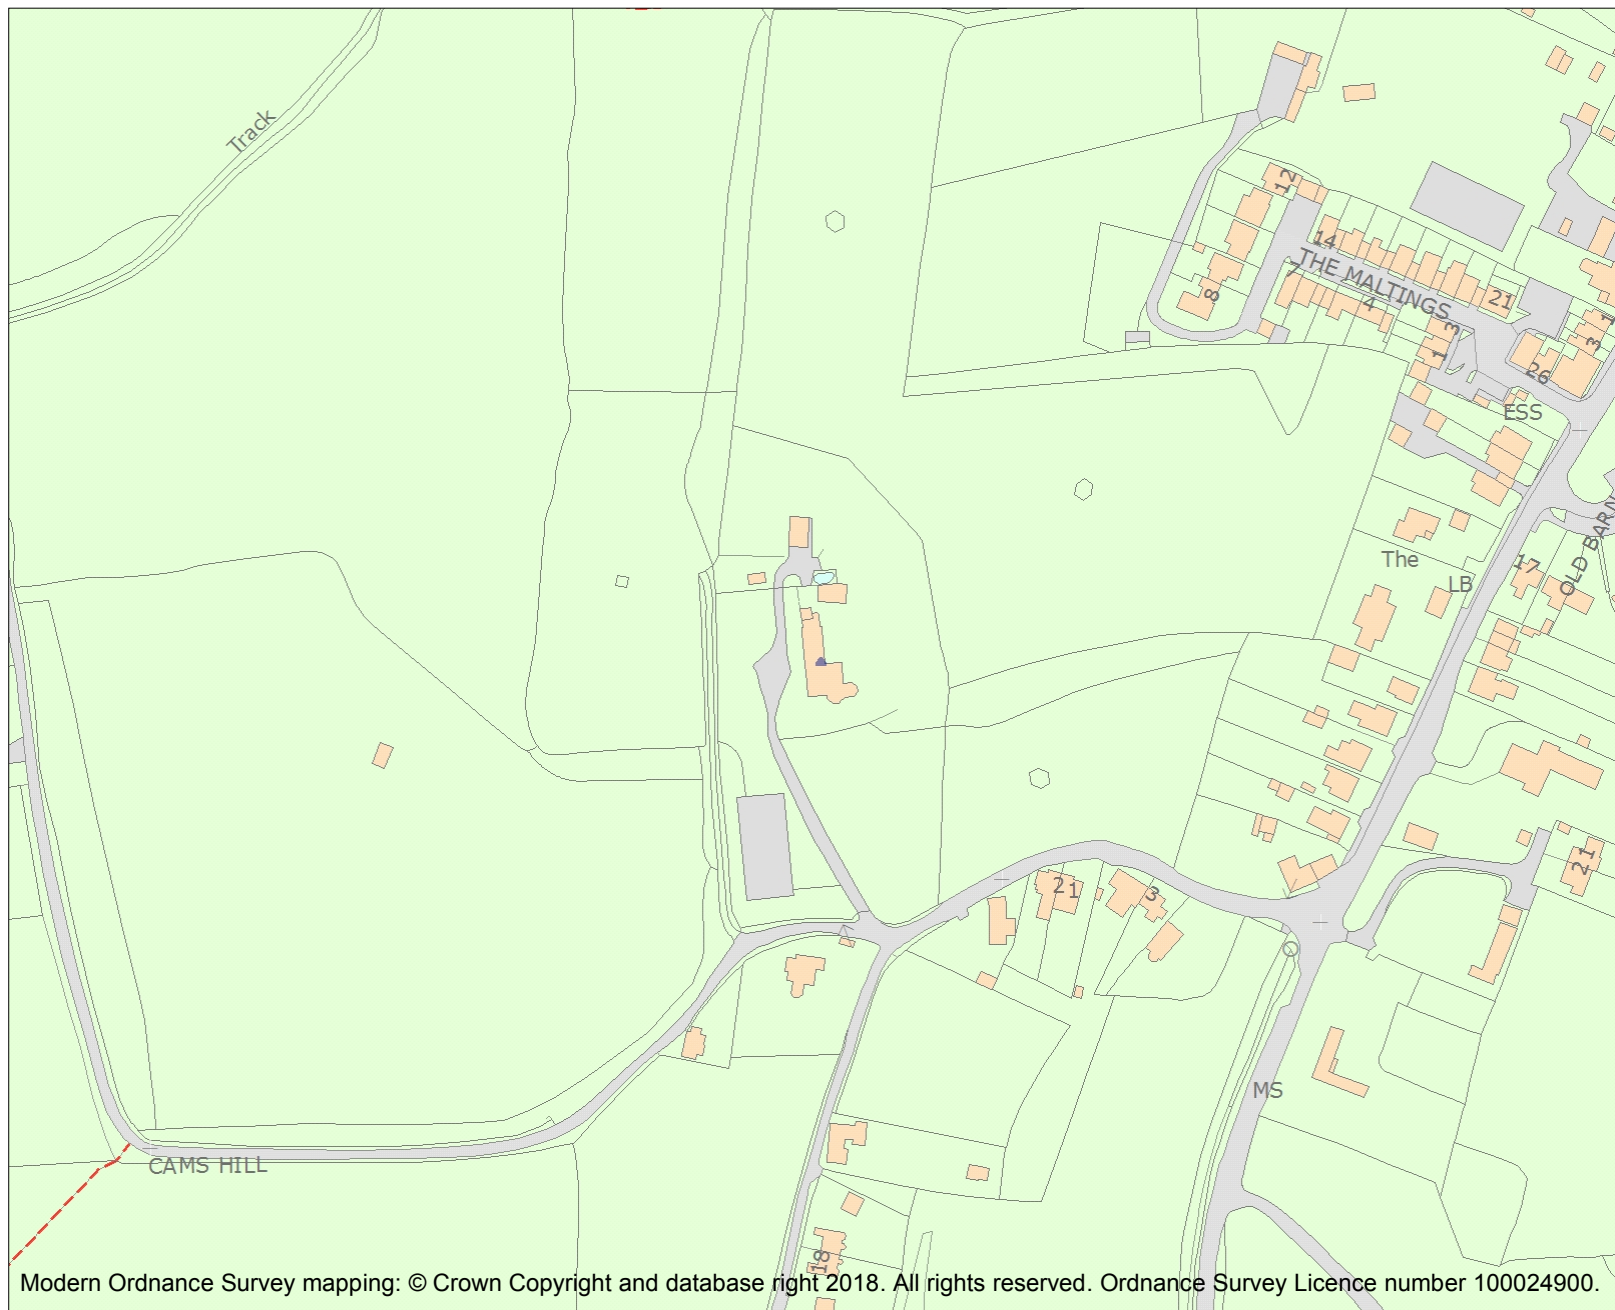 Track
12
14
THE MALTINGS
7
8
4
21
3
1
1
3
26
ESS
OLD BARN
17
The
LB
21
3
21
MS
CAMS HILL
18
Modern Ordnance Survey mapping: © Crown Copyright and database right 2018. All rights reserved. Ordnance Survey Licence number 100024900.